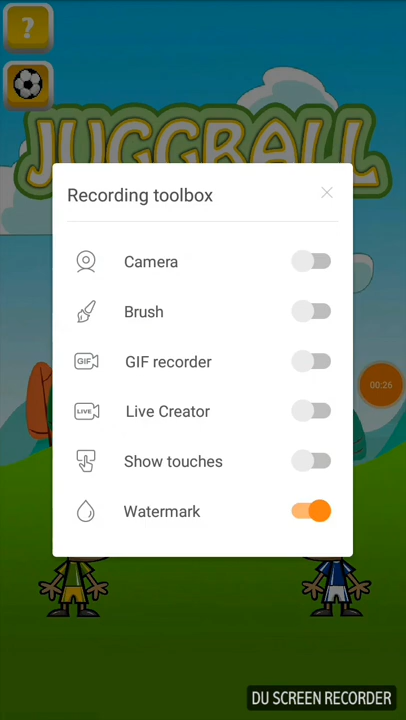 ?
JUGGBALL
Recording toolbox
Camera
Brush
GIF
GIF recorder
00:26
LIVE
Live Creator
Show touches
Watermark
DU SCREEN RECORDER